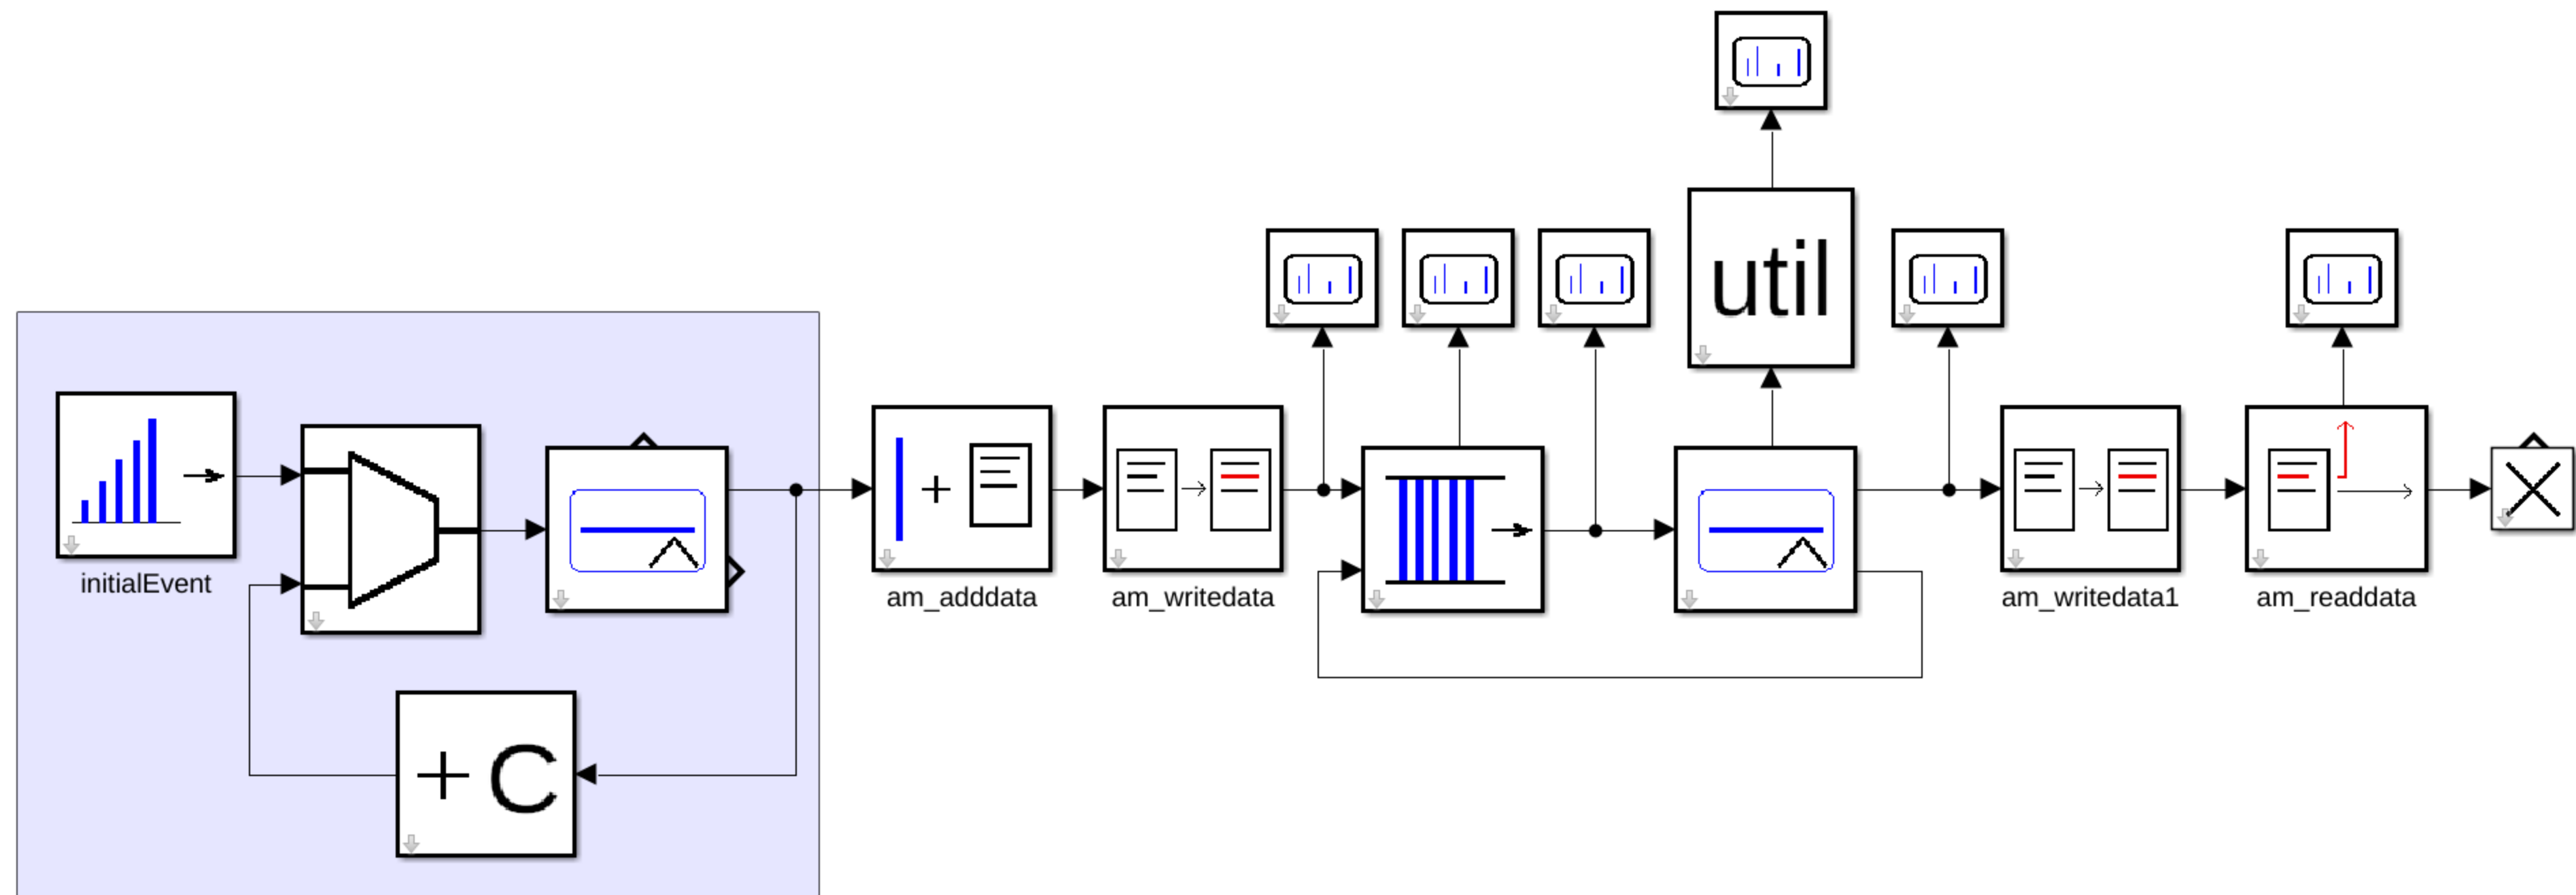 util
initialEvent
+
am_adddata
am_writedata
am_writedata1
am_readdata
+ C